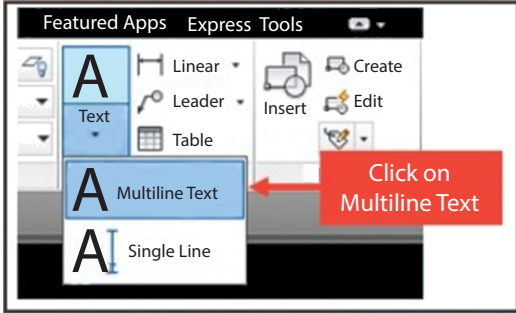 Featured Apps Express Tools
A Linear
Text Leader
Table
Insert
Create
Edit
A Multiline Text
A Single Line
Click on
Multiline Text